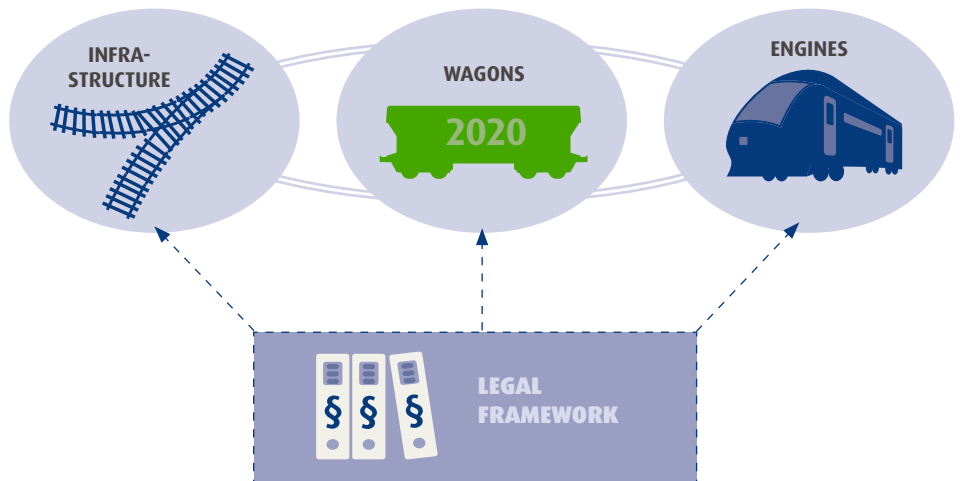 INFRA-
STRUCTURE
WAGONS
2020
ENGINES
§ § §
LEGAL
FRAMEWORK